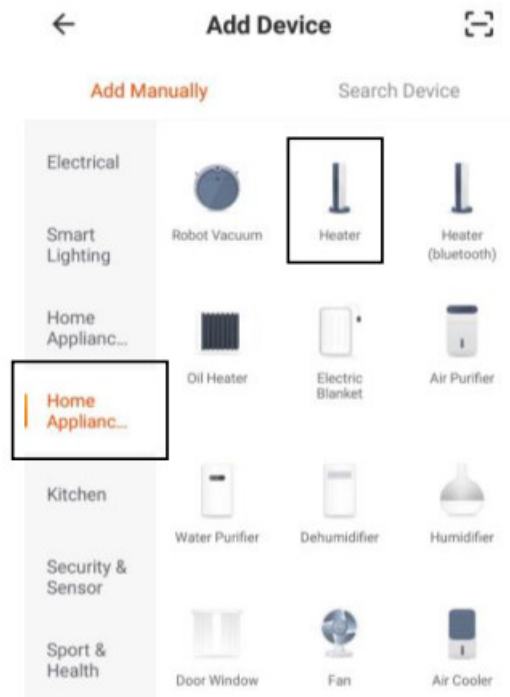 Add Device
Add Manually
Search Device
Electrical
Smart
Lighting
Home
Applianc...
Home
Applianc...
Kitchen
Security &
Sensor
Sport &
Health
Robot Vacuum
Heater
Heater
(bluetooth)
Oil Heater
Electric
Blanket
Air Purifier
Water Purifier
Dehumidifier
Humidifier
Door Window
Fan
Air Cooler